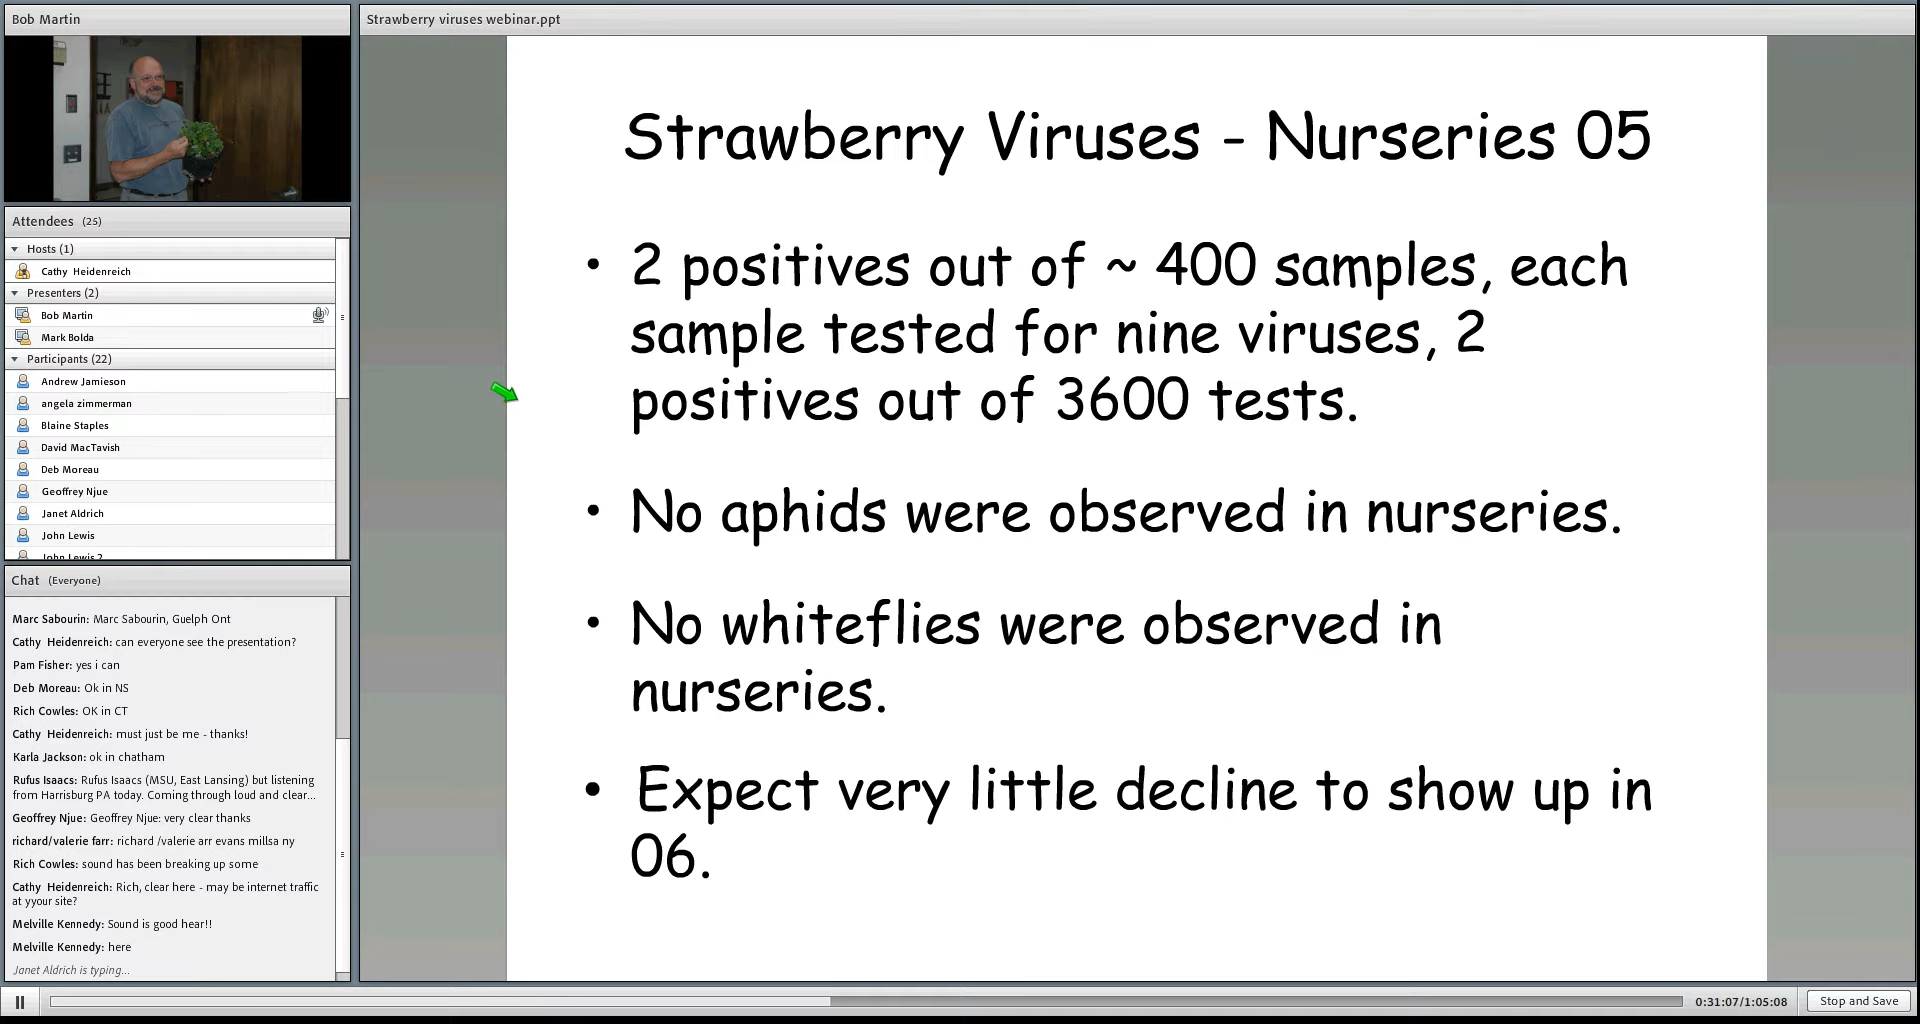 Bob Martin
Strawberry viruses webinar.ppt
Attendees (25)
Hosts (1)
Cathy Heidenreich
Presenters (2)
Bob Martin
Mark Bolda
Participants (22)
Andrew Jamieson
angela zimmerman
Blaine Staples
David MacTavish
Deb Moreau
Geoffrey Njue
Janet Aldrich
John Lewis
John Lewis 2
Chat (Everyone)
Marc Sabourin: Marc Sabourin, Guelph Ont
Cathy Heidenreich: can everyone see the presentation?
Pam Fisher: yes i can
Deb Moreau: Ok in NS
Rich Cowles: OK in CT
Cathy Heidenreich: must just be me - thanks!
Karla Jackson: ok in chatham
Rufus Isaacs: Rufus Isaacs (MSU, East Lansing) but listening
from Harrisburg PA today. Coming through loud and clear...
Geoffrey Njue: Geoffrey Njue: very clear thanks
richard/valerie farr: richard /valerie arr evans millsa ny
Rich Cowles: sound has been breaking up some
Cathy Heidenreich: Rich, clear here - may be internet traffic
at yyour site?
Melville Kennedy: Sound is good hear!!
Melville Kennedy: here
Janet Aldrich is typing...
Strawberry Viruses - Nurseries 05
• 2 positives out of ~ 400 samples, each
sample tested for nine viruses, 2
positives out of 3600 tests.
• No aphids were observed in nurseries.
• No whiteflies were observed in
nurseries.
• Expect very little decline to show up in
06.
0:31:07/1:05:08
Stop and Save